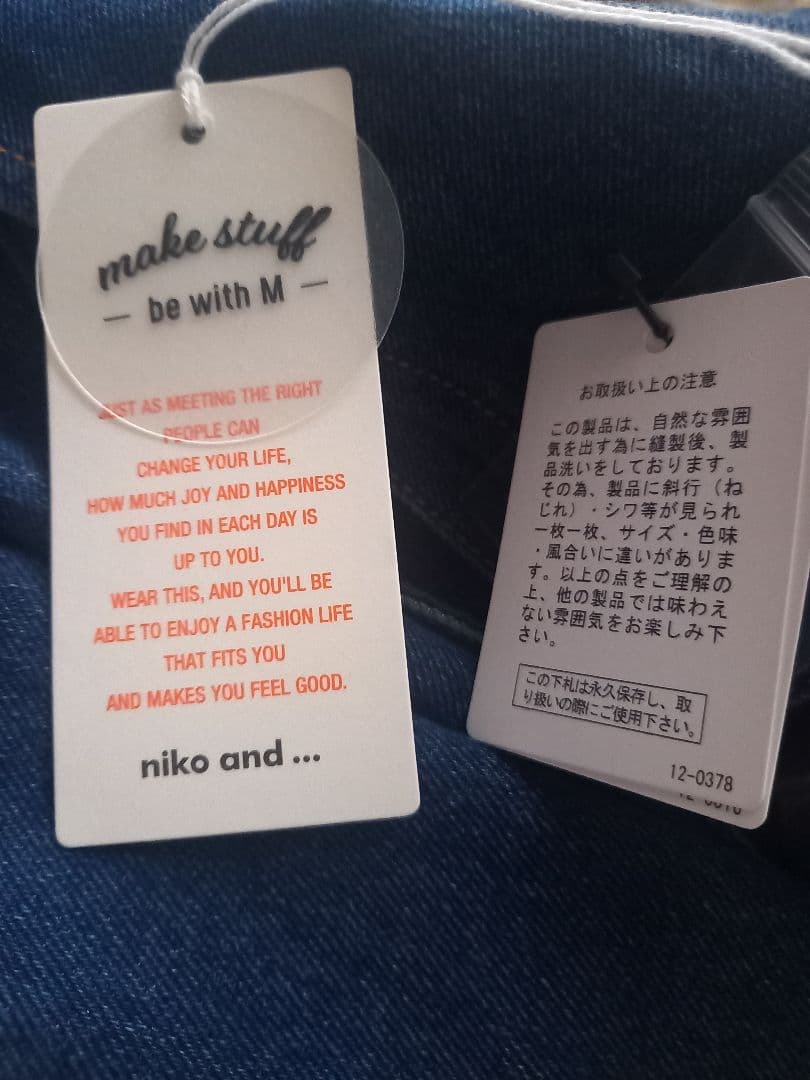 make stuff
— be with M —
JUST AS MEETING THE RIGHT
PEOPLE CAN
CHANGE YOUR LIFE,
HOW MUCH JOY AND HAPPINESS
YOU FIND IN EACH DAY IS
UP TO YOU.
WEAR THIS, AND YOU'LL BE
ABLE TO ENJOY A FASHION LIFE
THAT FITS YOU
AND MAKES YOU FEEL GOOD.
niko and ...
お取扱い上の注意
この製品は、自然な雰囲
気を出す為に縫製後、製
品洗いをしております。
その為、製品に斜行（ね
じれ）・シワ等が見られ
一枚一枚、サイズ・色味
・風合いに違いがありま
す。以上の点をご理解の
上、他の製品では味わえ
ない雰囲気をお楽しみ下
さい。
この下札は永久保存し、取
り扱いの際にご使用下さい。
12-0378